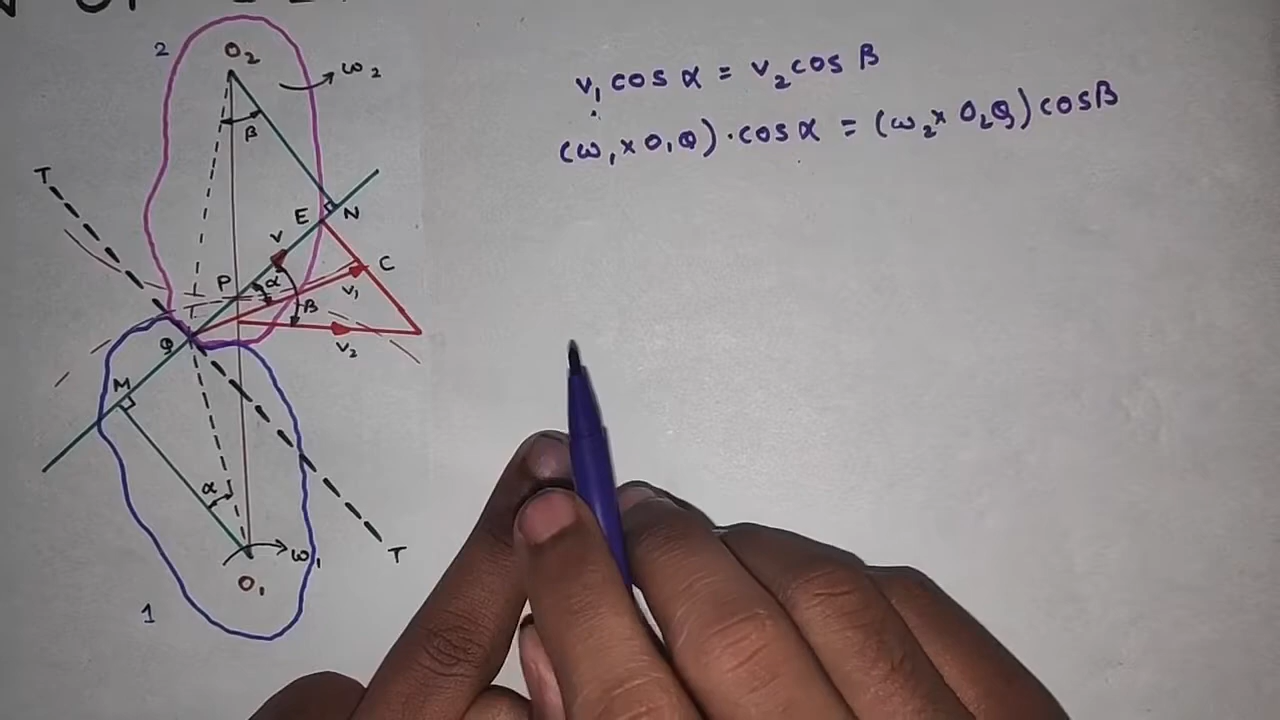 v₁ cos α = v₂ cos β
(ω₁ × O₁Q) · cos α = (ω₂ × O₂Q) cos β
2
O₂
ω₂
β
T
E
N
V
P
α
C
v₁
β
Q
v₂
M
α
T
ω₁
O₁
1